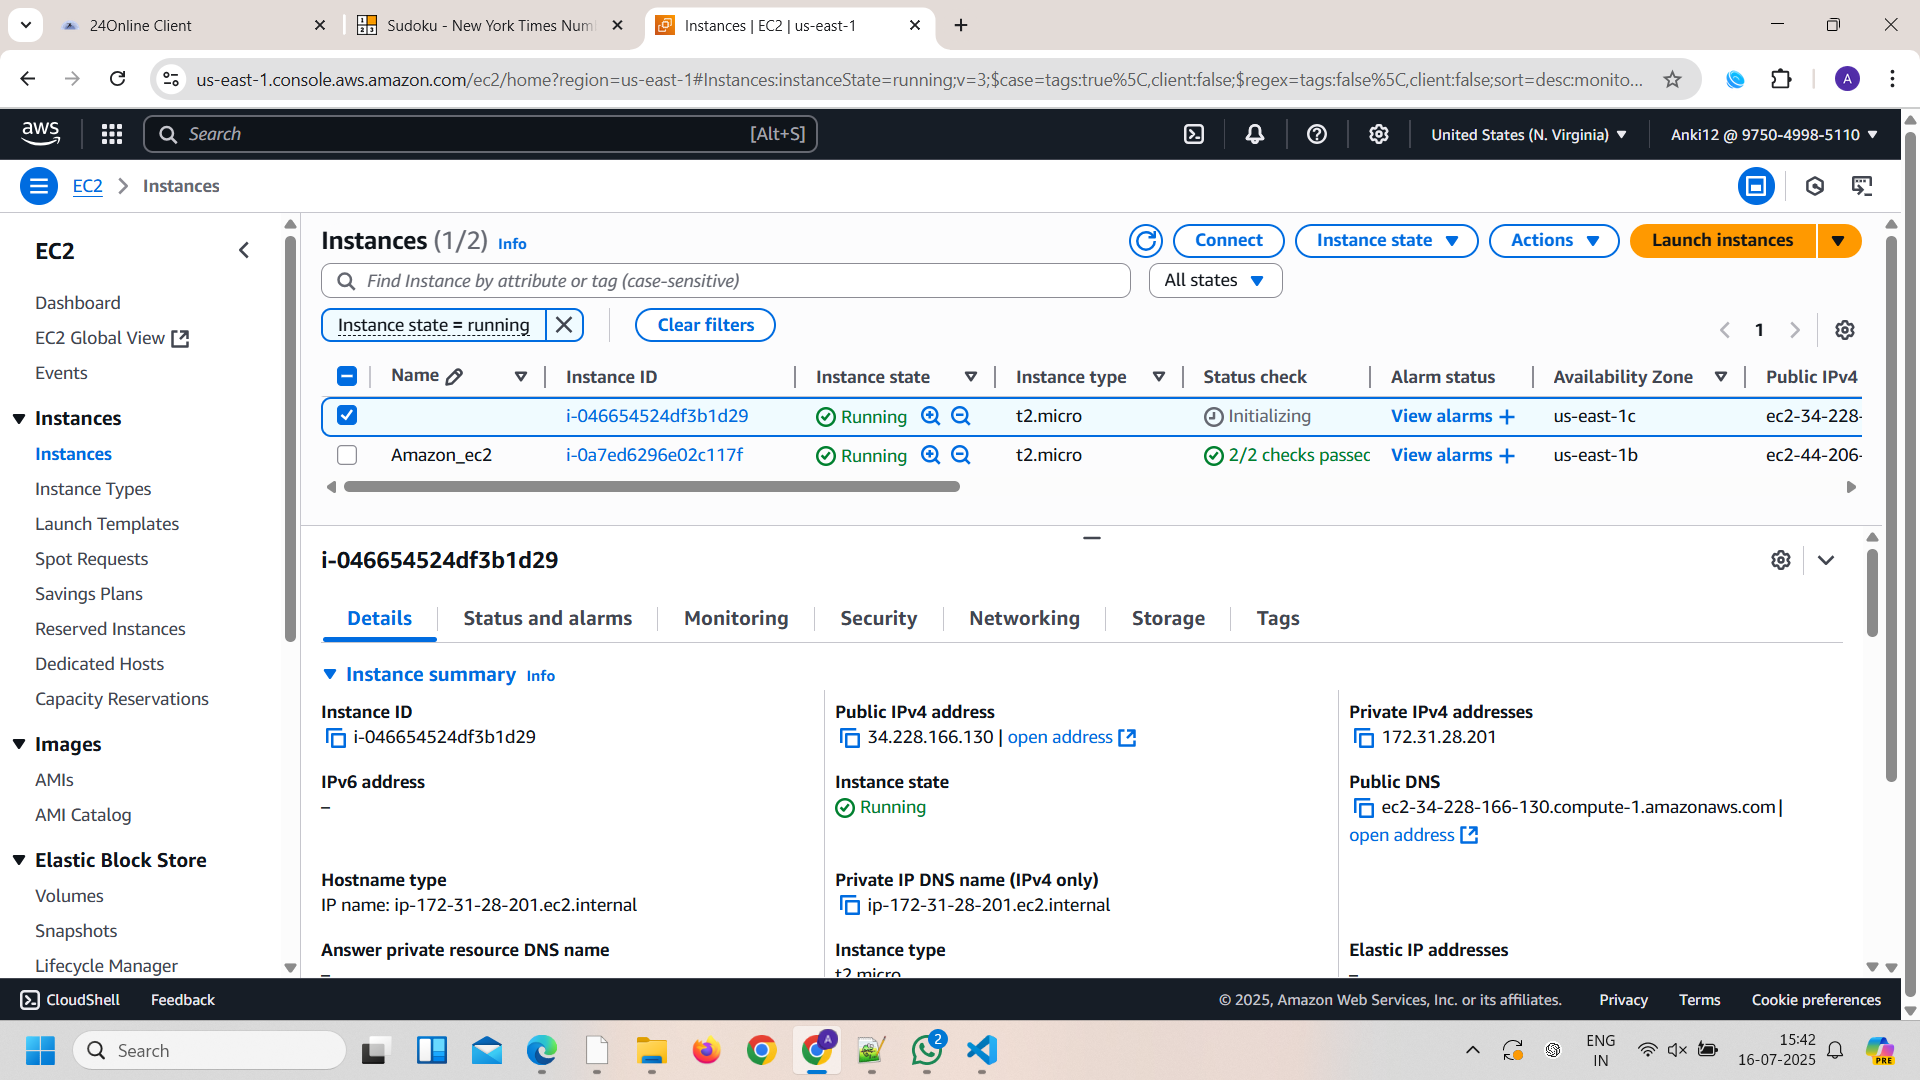 24Online Client
Sudoku - New York Times Num
Instances | EC2 | us-east-1
us-east-1.console.aws.amazon.com/ec2/home?region=us-east-1#Instances:instanceState=running;v=3;$case=tags:true%5C,client:false;$regex=tags:false%5C,client:false;sort=desc:monito...
A
aws
Search
[Alt+S]
United States (N. Virginia)
Anki12 @ 9750-4998-5110
EC2
Instances
EC2
Dashboard
EC2 Global View
Events
Instances
Instances
Instance Types
Launch Templates
Spot Requests
Savings Plans
Reserved Instances
Dedicated Hosts
Capacity Reservations
Images
AMIs
AMI Catalog
Elastic Block Store
Volumes
Snapshots
Lifecycle Manager
Instances (1/2) Info
Connect
Instance state
Actions
Launch instances
Find Instance by attribute or tag (case-sensitive)
All states
Instance state = running
Clear filters
1
Name Instance ID Instance state Instance type Status check Alarm status Availability Zone Public IPv4
i-046654524df3b1d29 Running t2.micro Initializing View alarms + us-east-1c ec2-34-228-
Amazon_ec2 i-0a7ed6296e02c117f Running t2.micro 2/2 checks passed View alarms + us-east-1b ec2-44-206-
i-046654524df3b1d29
Details
Status and alarms
Monitoring
Security
Networking
Storage
Tags
Instance summary Info
Instance ID
i-046654524df3b1d29
Public IPv4 address
34.228.166.130 | open address
Private IPv4 addresses
172.31.28.201
IPv6 address
–
Instance state
Running
Public DNS
ec2-34-228-166-130.compute-1.amazonaws.com |
open address
Hostname type
IP name: ip-172-31-28-201.ec2.internal
Private IP DNS name (IPv4 only)
ip-172-31-28-201.ec2.internal
Answer private resource DNS name
–
Instance type
t2.micro
Elastic IP addresses
–
CloudShell
Feedback
© 2025, Amazon Web Services, Inc. or its affiliates.
Privacy
Terms
Cookie preferences
Search
A
2
ENG
IN
15:42
16-07-2025
PRE